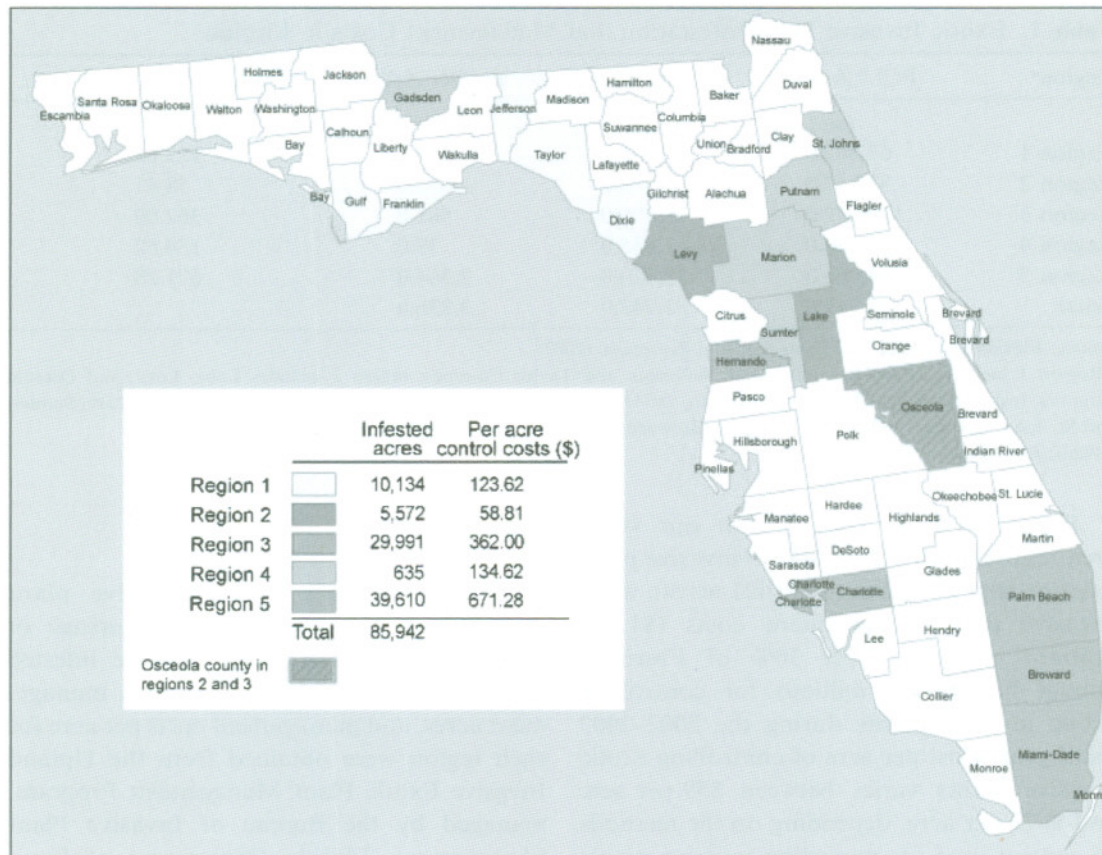 Nassau
Holmes
Jackson
Hamilton
Santa Rosa Okaloosa
Gadsden
Madison
Baker
Duval
Escambia
Walton
Washington
Leon
Jefferson
Columbia
Suwannee
Calhoun
Clay
Bay
Liberty
Union
Bradford
St. Johns
Wakulla
Taylor
Lafayette
Bay
Gulf
Franklin
Gilchrist
Alachua
Putnam
Flagler
Dixie
Levy
Marion
Volusia
Citrus
Lake
Seminole
Brevard
Sumter
Brevard
Orange
Hernando
Pasco
Osceola
Brevard
Polk
Hillsborough
Indian River
Pinellas
Okeechobee
St. Lucie
Hardee
Manatee
Highlands
Martin
DeSoto
Sarasota
Glades
Charlotte
Charlotte
Charlotte
Palm Beach
Lee
Hendry
Broward
Collier
Miami-Dade
Monroe
Infested Per acre
acres control costs ($)
Region 1 10,134 123.62
Region 2 5,572 58.81
Region 3 29,991 362.00
Region 4 635 134.62
Region 5 39,610 671.28
Total 85,942
Osceola county in
regions 2 and 3